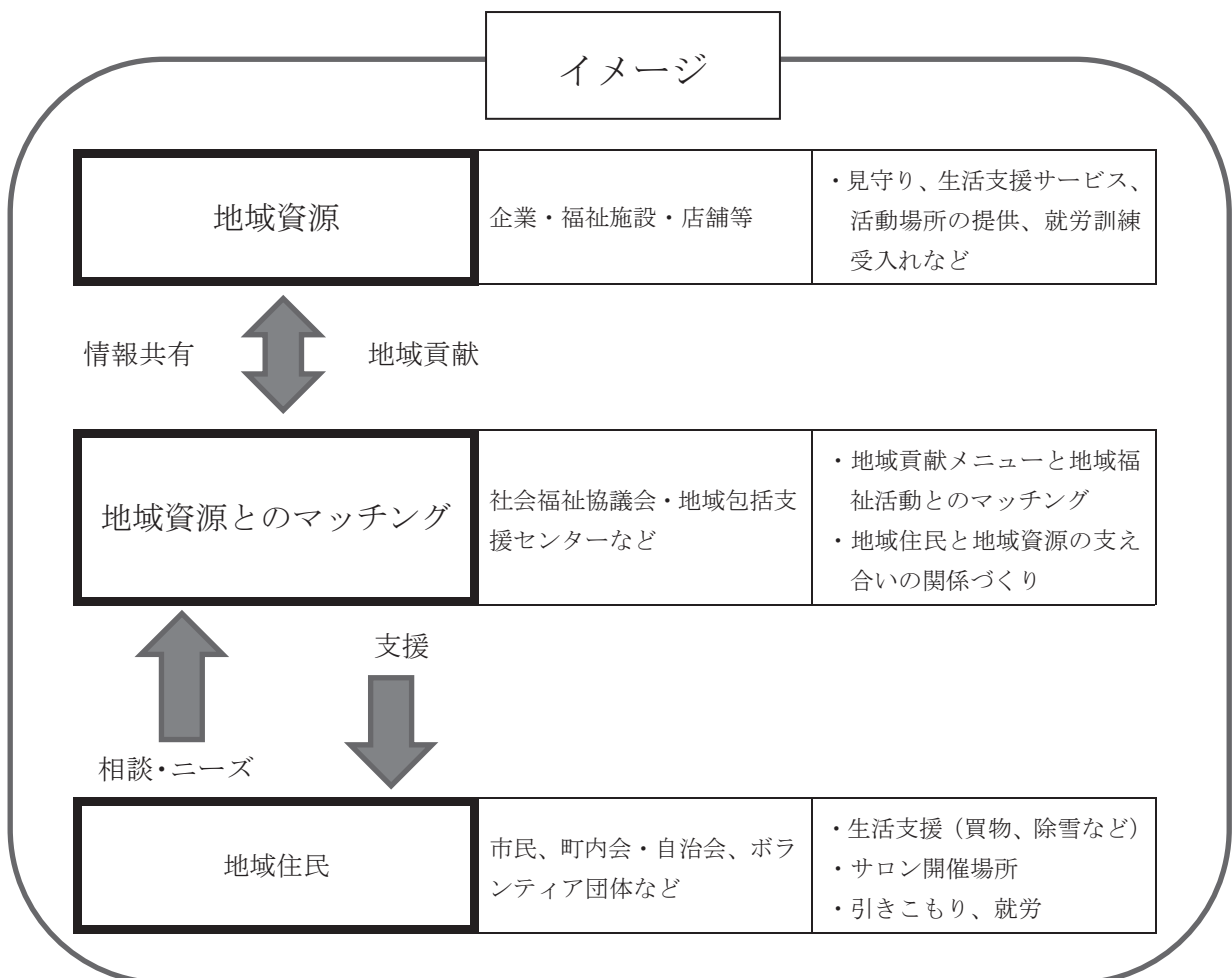 イメージ
地域資源
企業・福祉施設・店舗等
・見守り、生活支援サービス、
活動場所の提供、就労訓練
受入れなど
情報共有
地域貢献
地域資源とのマッチング
社会福祉協議会・地域包括支
援センターなど
・地域貢献メニューと地域福
祉活動とのマッチング
・地域住民と地域資源の支え
合いの関係づくり
支援
相談・ニーズ
地域住民
市民、町内会・自治会、ボラ
ンティア団体など
・生活支援（買物、除雪など）
・サロン開催場所
・引きこもり、就労